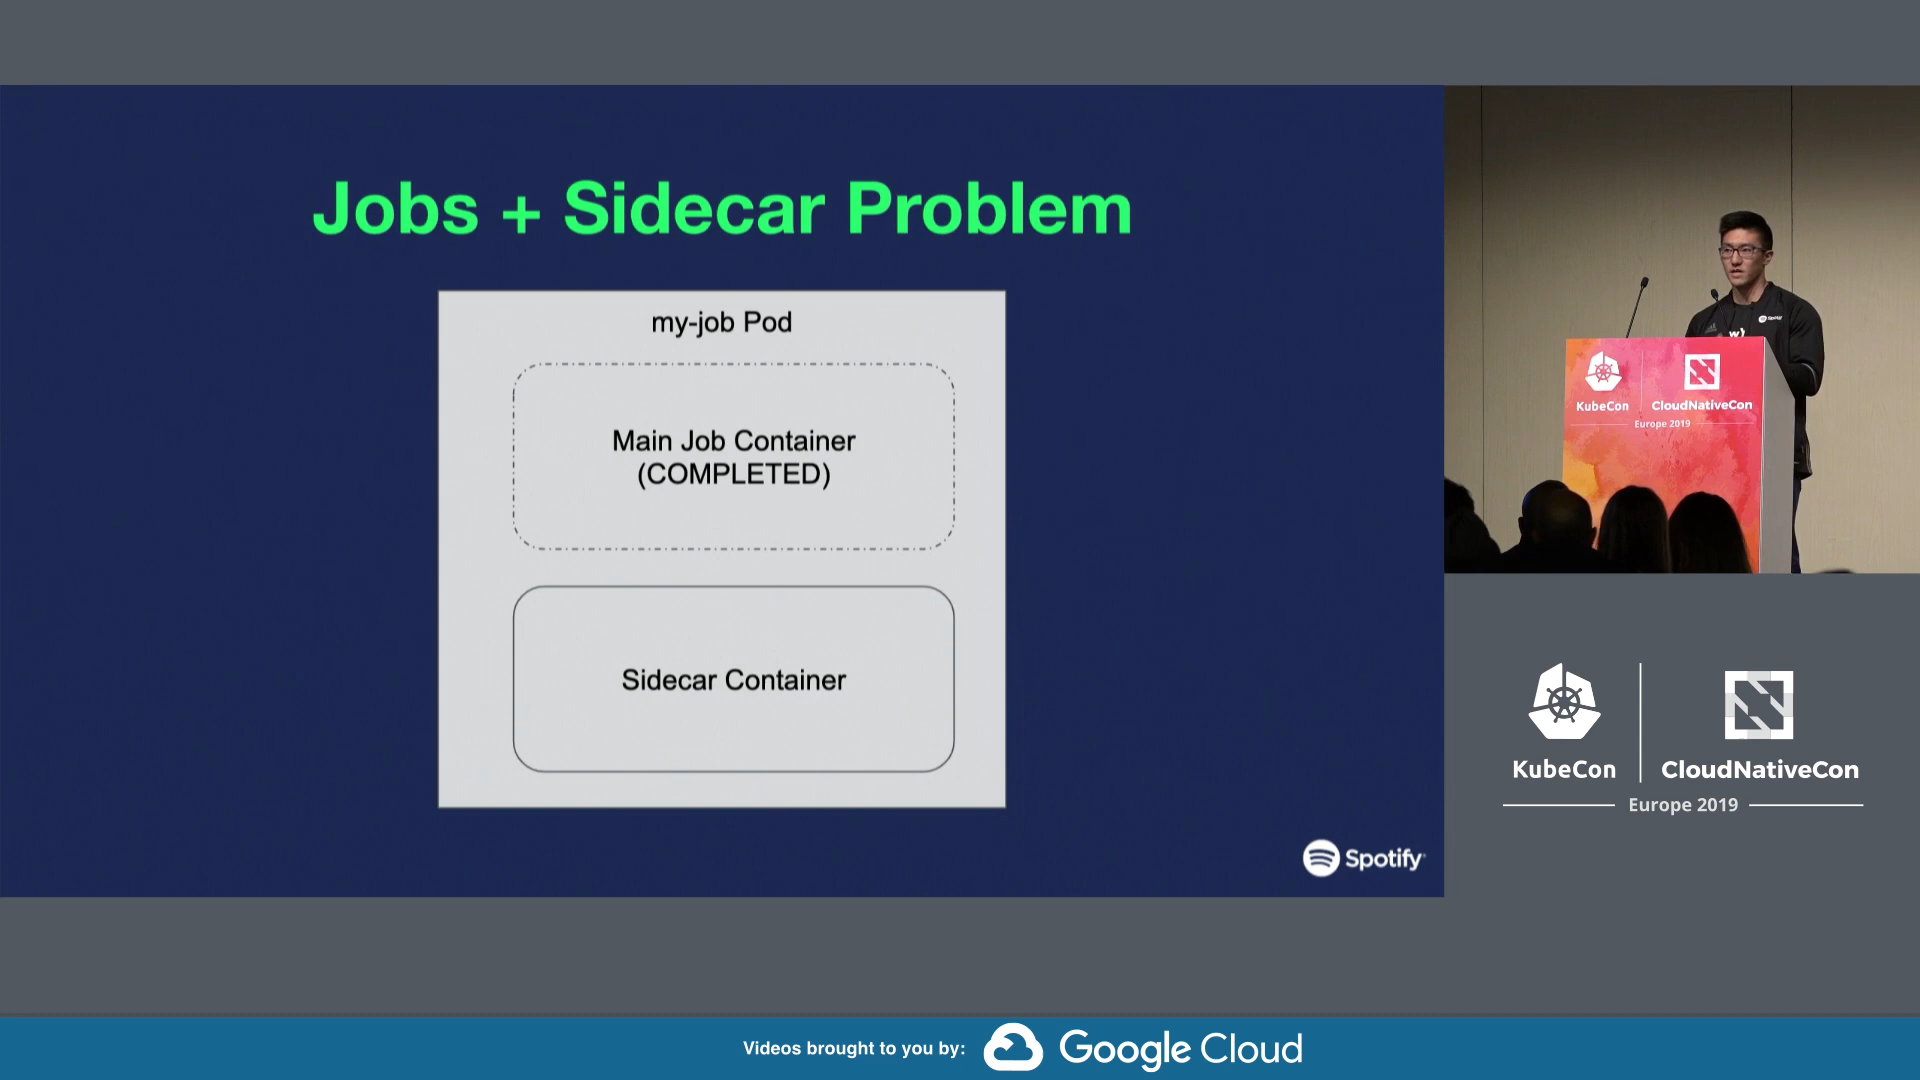 Jobs + Sidecar Problem
my-job Pod
Main Job Container
(COMPLETED)
Sidecar Container
Spotify
Spotify
KubeCon
CloudNativeCon
Europe 2019
KubeCon
CloudNativeCon
Europe 2019
Videos brought to you by:
Google Cloud